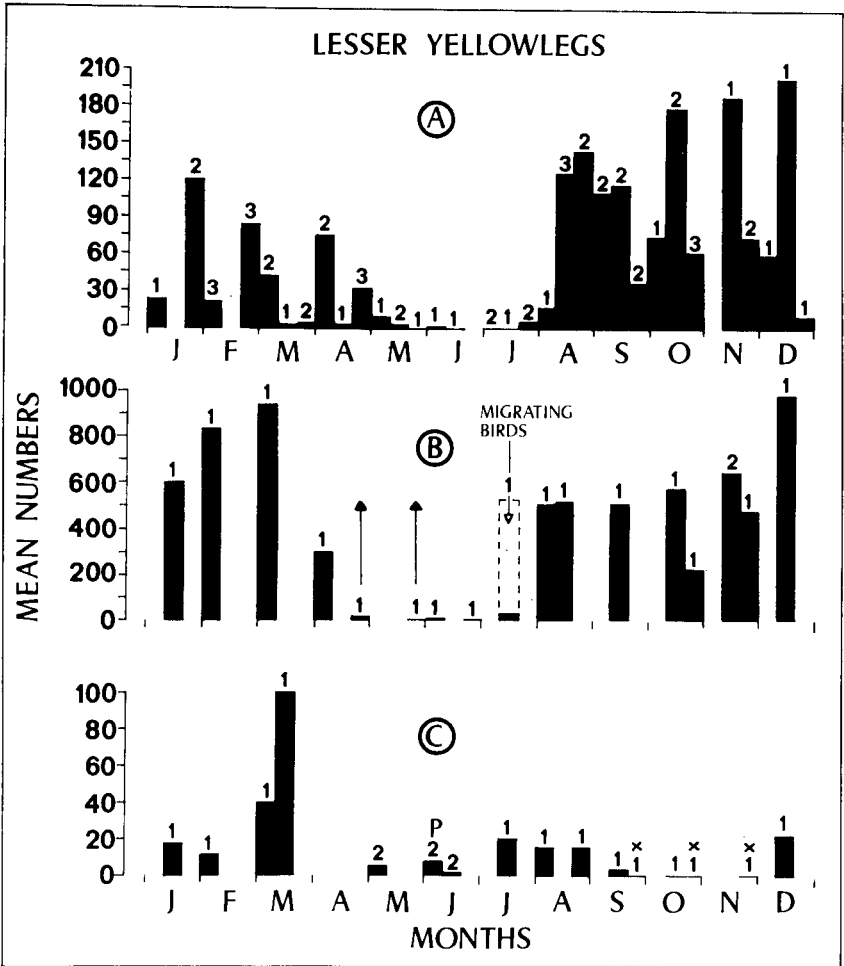 LESSER YELLOWLEGS
A
210
180
150
120
90
60
30
0
1 2 3 3 2 1 2 2 1 3 1 2 1 1 1 2 1 2 1 3 2 2 2 2 1 2 3 1 2 1 1
J F M A M J J A S O N D
MEAN NUMBERS
B
MIGRATING
BIRDS
1000
800
600
400
200
0
1 1 1 1 1 1 1 1 1 1 1 1 1 1 2 1 1
C
100
80
60
40
20
0
P
1 1 1 1 2 2 2 1 1 1 1 x 1 1 x 1 x 1 1
J F M A M J J A S O N D
MONTHS